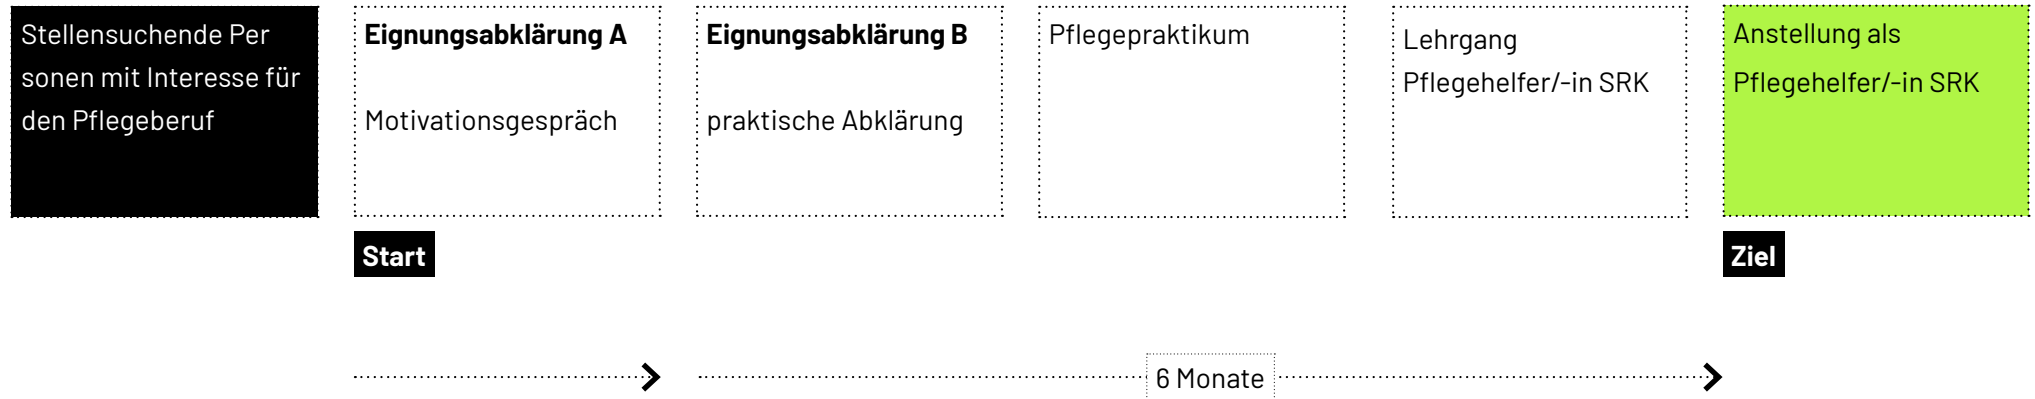 Stellensuchende Per
sonen mit Interesse für
den Pflegeberuf
Eignungsabklärung A
Motivationsgespräch
Eignungsabklärung B
praktische Abklärung
Pflegepraktikum
Lehrgang
Pflegehelfer/-in SRK
Anstellung als
Pflegehelfer/-in SRK
Start
Ziel
6 Monate